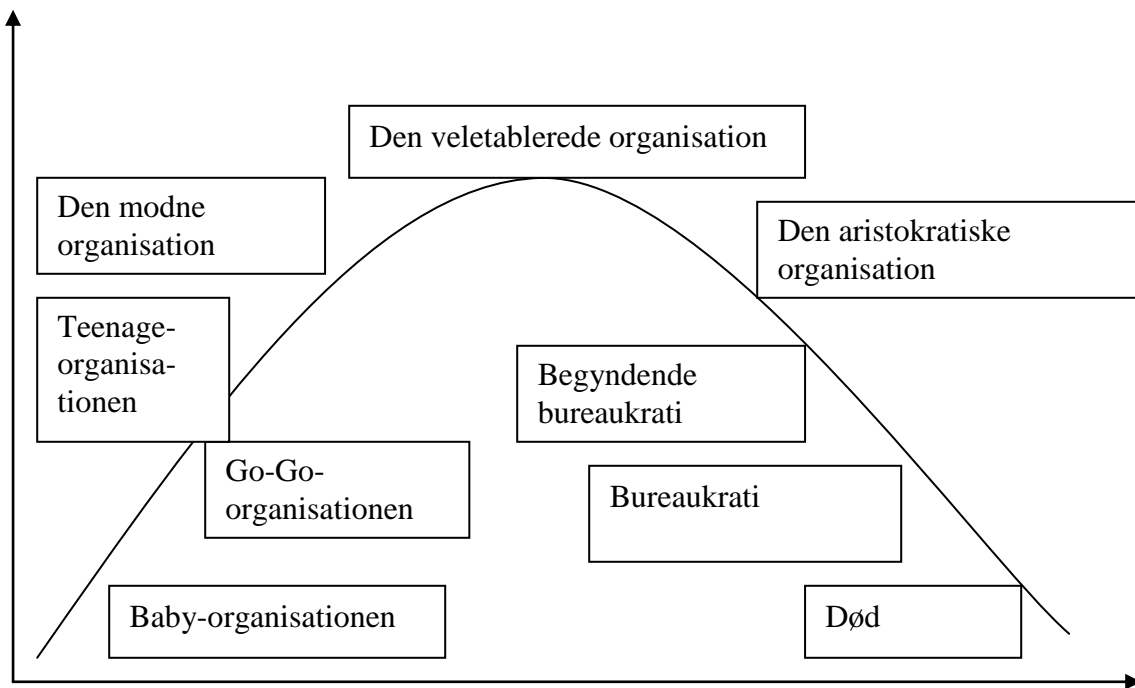 Den veletablerede organisation
Den modne
organisation
Den aristokratiske
organisation
Teenage-
organisa-
tionen
Begyndende
bureaukrati
Go-Go-
organisationen
Bureaukrati
Baby-organisationen
Død